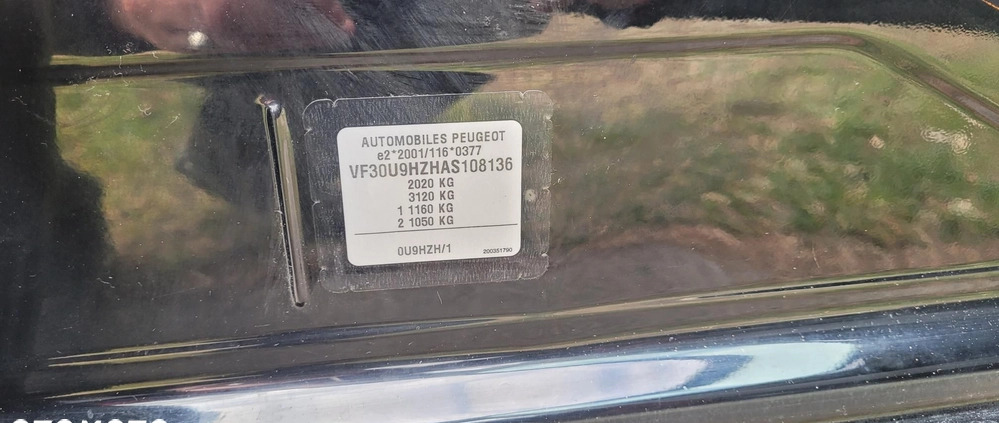 AUTOMOBILES PEUGEOT
e2*2001/116*0377
VF30U9HZHAS108136
2020 KG
3120 KG
1 1160 KG
2 1050 KG
0U9HZH/1
200351790